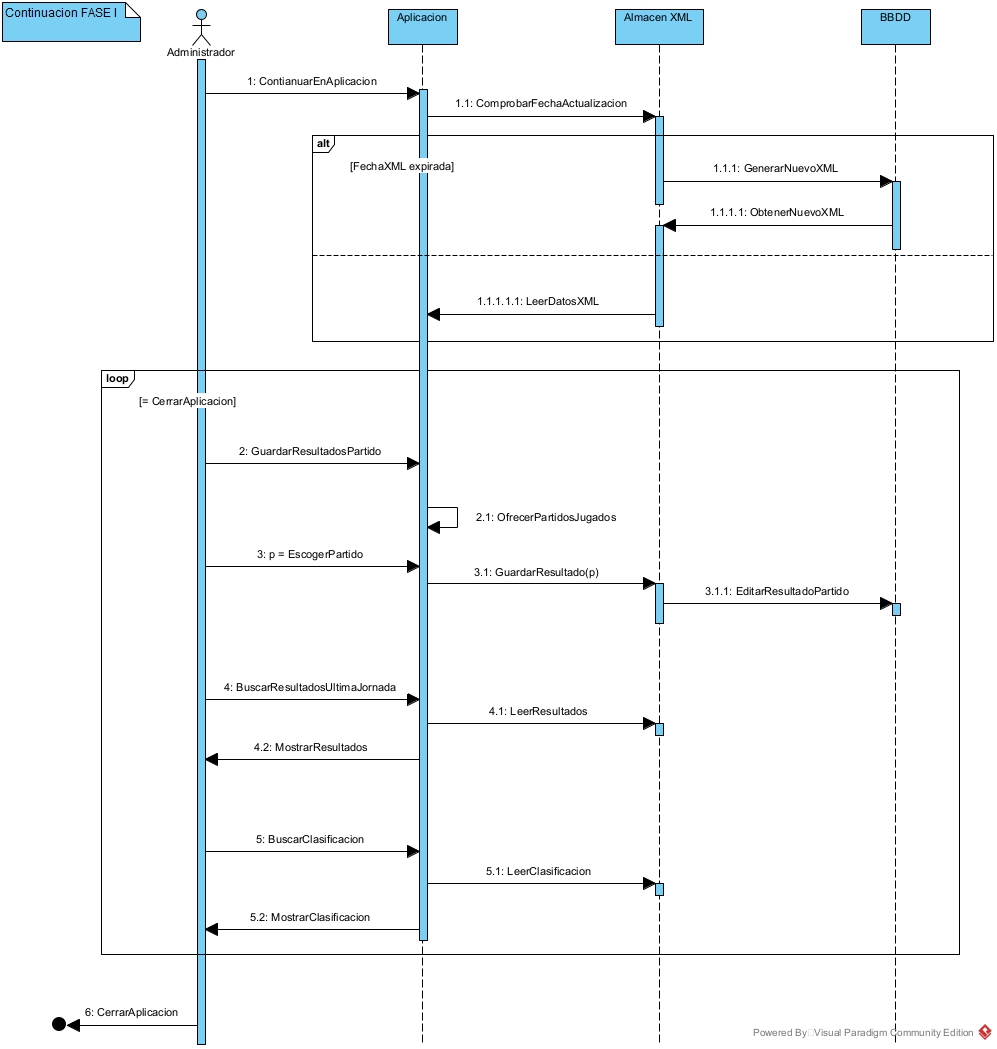 Continuacion FASE I
Aplicacion
Almacen XML
BBDD
Administrador
1: ContianuarEnAplicacion
1.1: ComprobarFechaActualizacion
alt
[FechaXML expirada]
1.1.1: GenerarNuevoXML
1.1.1.1: ObtenerNuevoXML
1.1.1.1.1: LeerDatosXML
loop
[= CerrarAplicacion]
2: GuardarResultadosPartido
2.1: OfrecerPartidosJugados
3: p = EscogerPartido
3.1: GuardarResultado(p)
3.1.1: EditarResultadoPartido
4: BuscarResultadosUltimaJornada
4.1: LeerResultados
4.2: MostrarResultados
5: BuscarClasificacion
5.1: LeerClasificacion
5.2: MostrarClasificacion
6: CerrarAplicacion
Powered By Visual Paradigm Community Edition